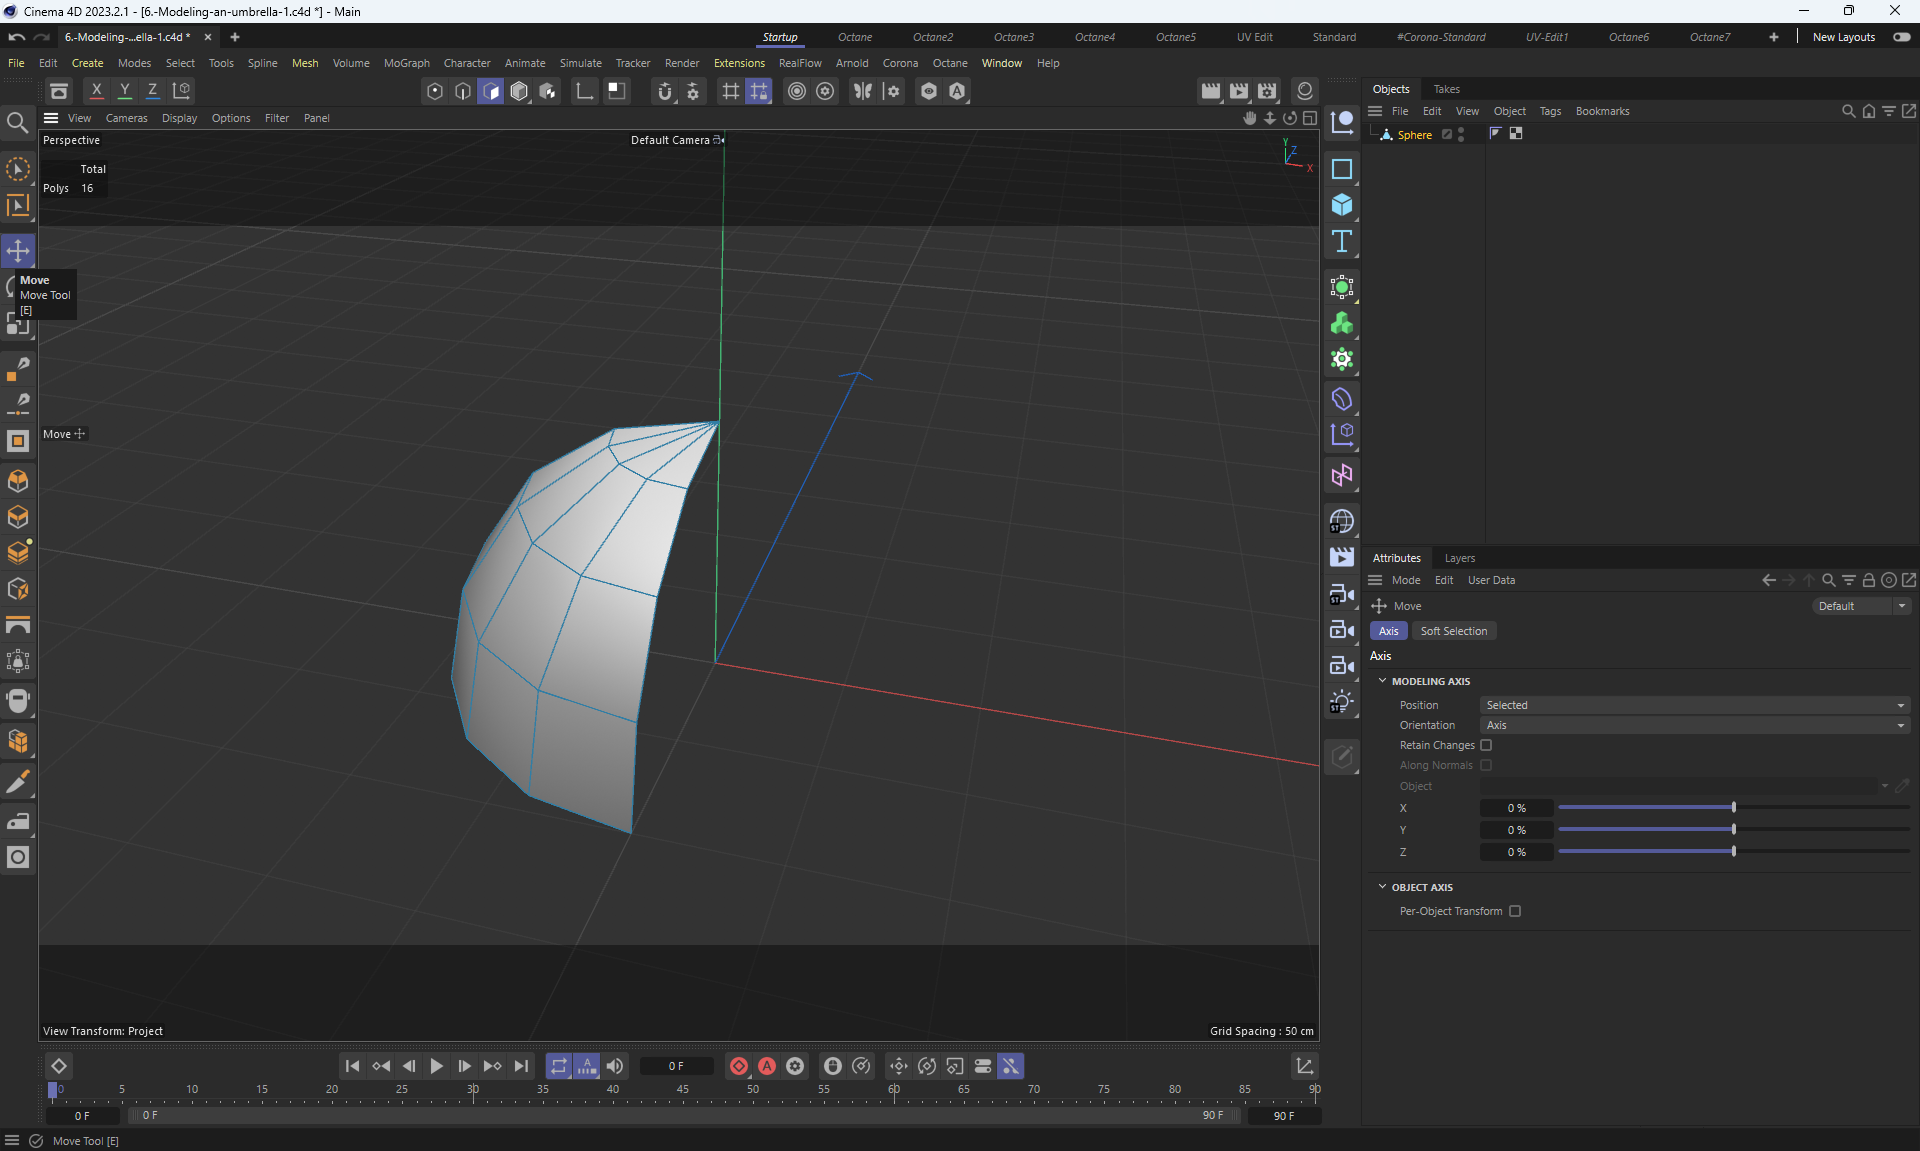 Cinema 4D 2023.2.1 - [6.-Modeling-an-umbrella-1.c4d *] - Main
6.-Modeling-...ella-1.c4d *
Startup Octane Octane2 Octane3 Octane4 Octane5 UV Edit Standard #Corona-Standard UV-Edit1 Octane6 Octane7 New Layouts
File Edit Create Modes Select Tools Spline Mesh Volume MoGraph Character Animate Simulate Tracker Render Extensions RealFlow Arnold Corona Octane Window Help
X Y Z
Objects Takes
File Edit View Object Tags Bookmarks
Sphere
View Cameras Display Options Filter Panel
Perspective
Default Camera
Y
Z
X
Total
Polys 16
Move
Move Tool
[E]
Move
View Transform: Project
Grid Spacing : 50 cm
Attributes Layers
Mode Edit User Data
Move
Default
Axis Soft Selection
Axis
MODELING AXIS
Position Selected
Orientation Axis
Retain Changes
Along Normals
Object
X 0 %
Y 0 %
Z 0 %
OBJECT AXIS
Per-Object Transform
0 F
0 5 10 15 20 25 30 35 40 45 50 55 60 65 70 75 80 85 90
0 F 0 F 90 F 90 F
Move Tool [E]